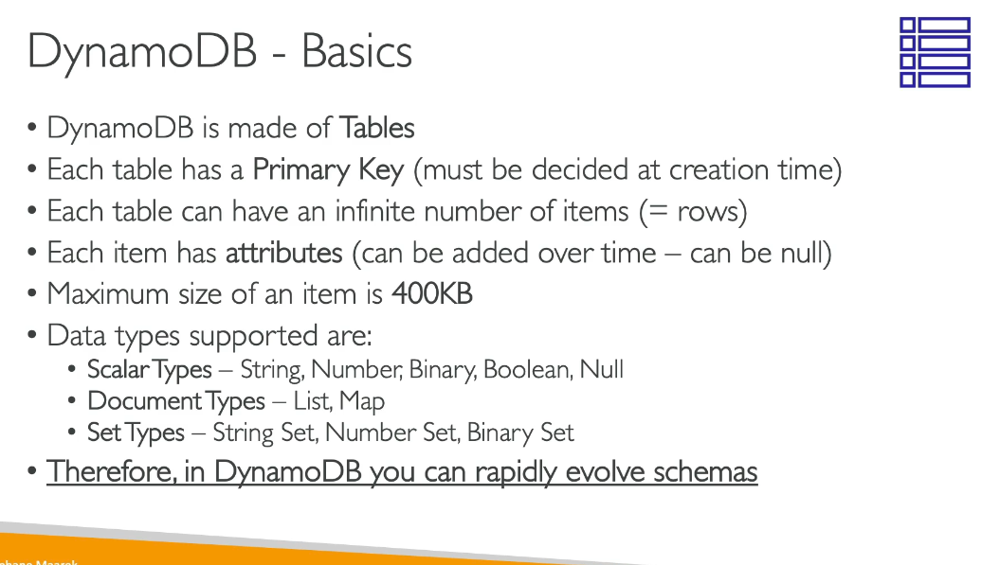 DynamoDB - Basics
• DynamoDB is made of Tables
• Each table has a Primary Key (must be decided at creation time)
• Each table can have an infinite number of items (= rows)
• Each item has attributes (can be added over time – can be null)
• Maximum size of an item is 400KB
• Data types supported are:
• Scalar Types – String, Number, Binary, Boolean, Null
• Document Types – List, Map
• Set Types – String Set, Number Set, Binary Set
• Therefore, in DynamoDB you can rapidly evolve schemas